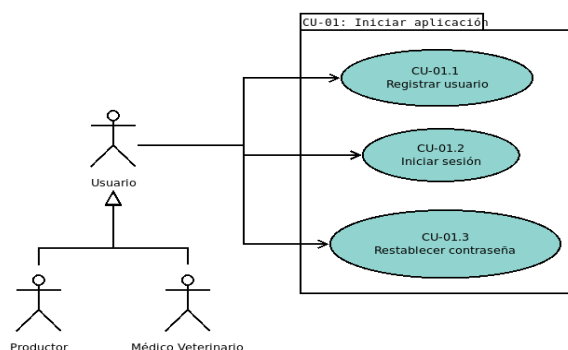 CU-01: Iniciar aplicación
CU-01.1
Registrar usuario
CU-01.2
Iniciar sesión
Usuario
CU-01.3
Restablecer contraseña
Productor
Médico Veterinario